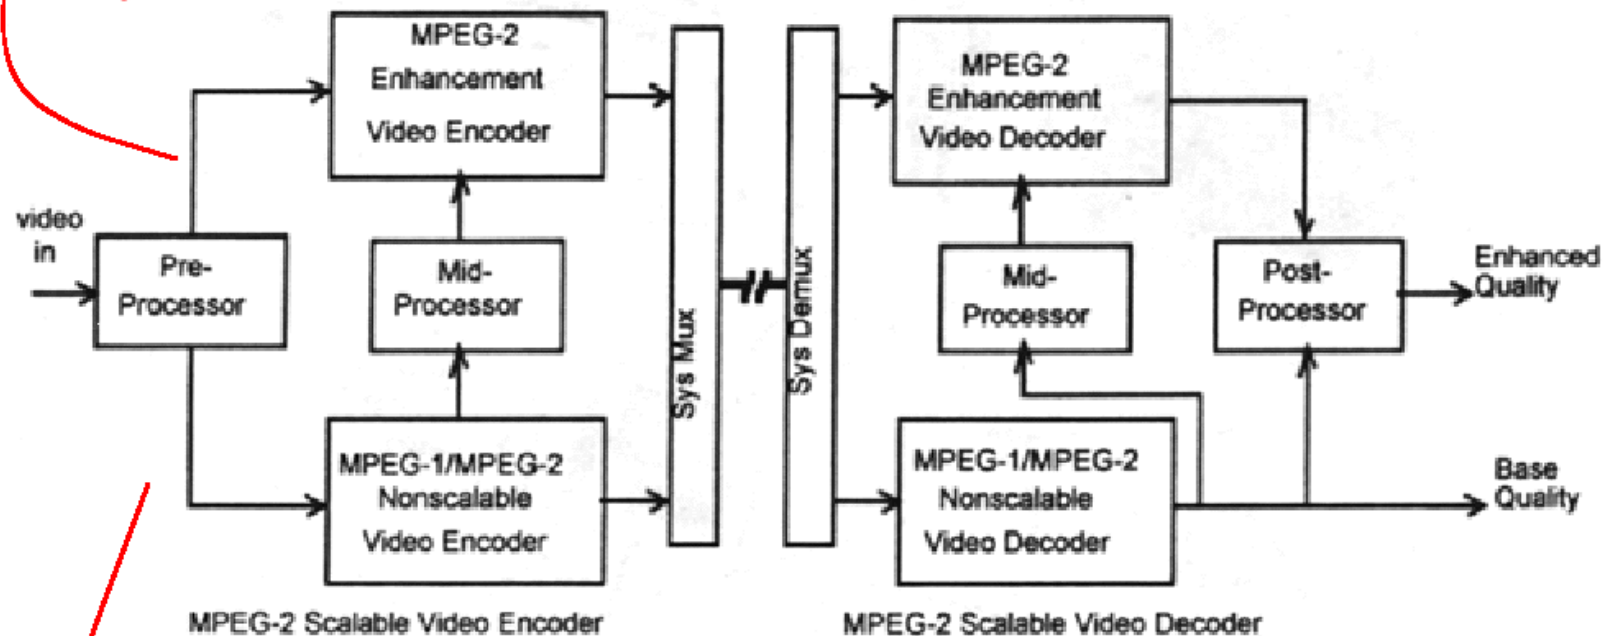 MPEG-2
Enhancement
Video Encoder
video
in
Pre-
Processor
Mid-
Processor
MPEG-1/MPEG-2
Nonscalable
Video Encoder
Sys Mux
Sys Demux
MPEG-2
Enhancement
Video Decoder
Mid-
Processor
Post-
Processor
Enhanced
Quality
MPEG-1/MPEG-2
Nonscalable
Video Decoder
Base
Quality
MPEG-2 Scalable Video Encoder
MPEG-2 Scalable Video Decoder